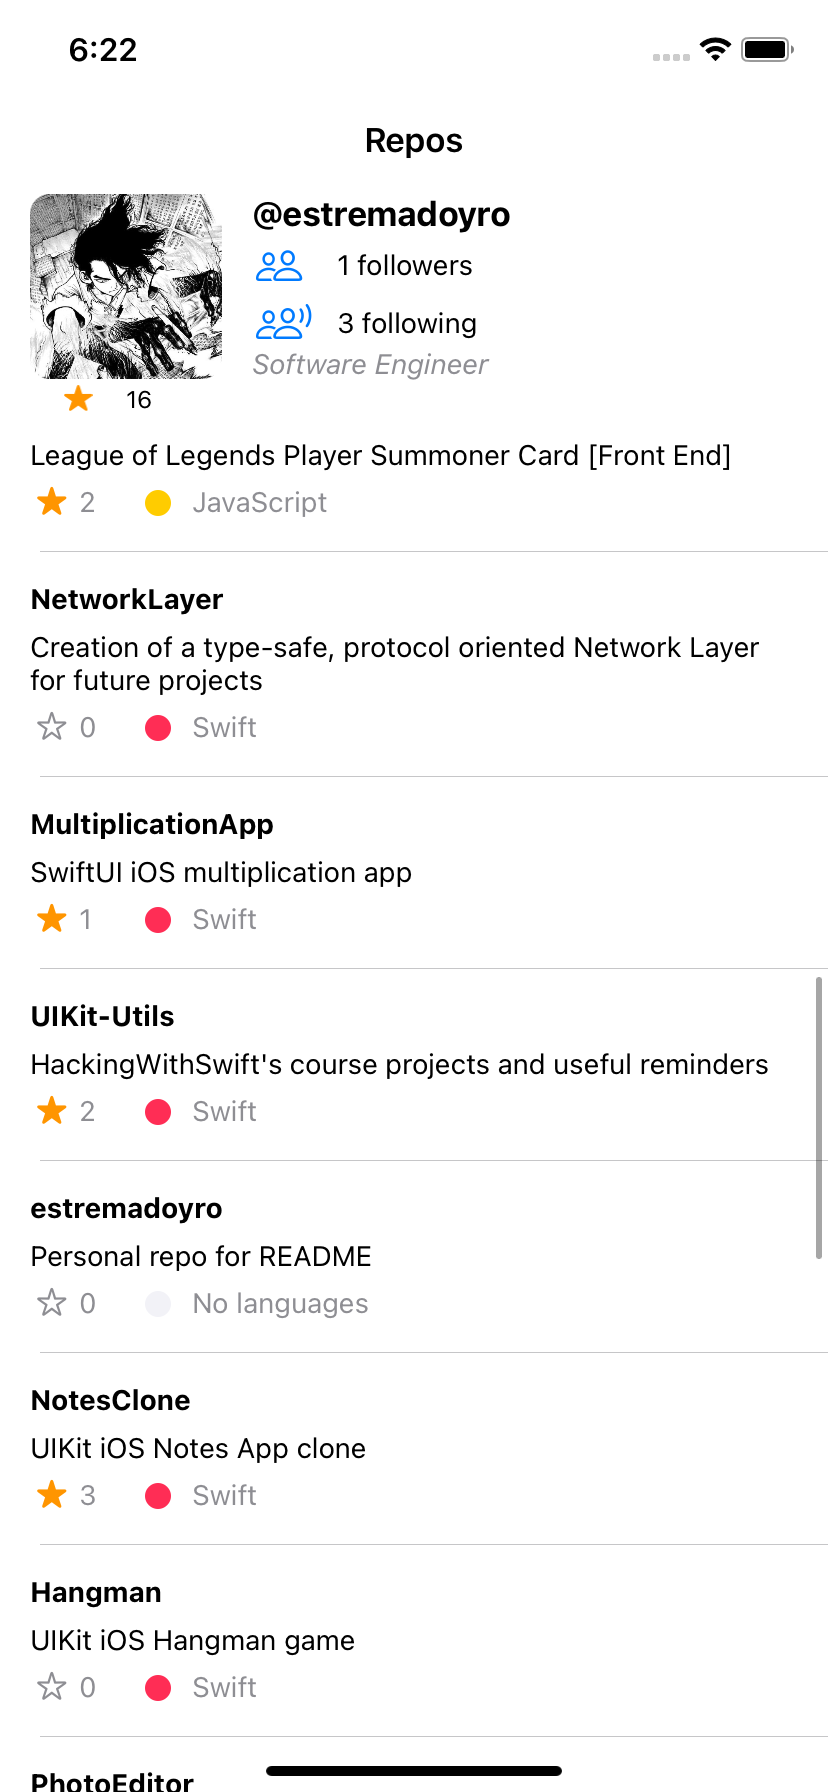 6:22
Repos
@estremadoyro
1 followers
3 following
Software Engineer
16
League of Legends Player Summoner Card [Front End]
2 JavaScript
NetworkLayer
Creation of a type-safe, protocol oriented Network Layer
for future projects
0 Swift
MultiplicationApp
SwiftUI iOS multiplication app
1 Swift
UIKit-Utils
HackingWithSwift's course projects and useful reminders
2 Swift
estremadoyro
Personal repo for README
0 No languages
NotesClone
UIKit iOS Notes App clone
3 Swift
Hangman
UIKit iOS Hangman game
0 Swift
PhotoEditor